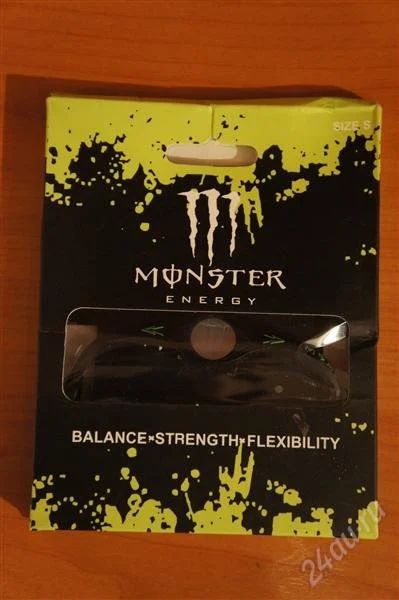 SIZE S
MONSTER
ENERGY
BALANCE-STRENGTH-FLEXIBILITY
24au.ru